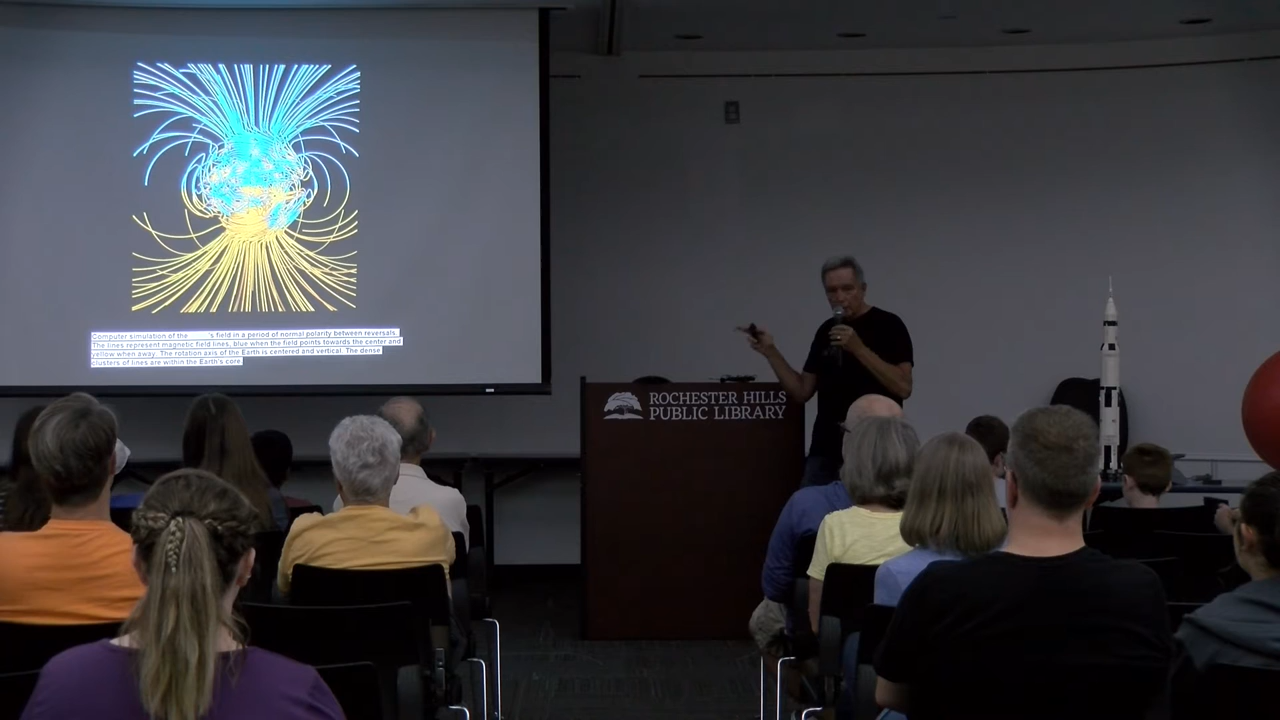 Computer simulation of the 's field in a period of normal polarity between reversals.
The lines represent magnetic field lines, blue when the field points towards the center and
yellow when away. The rotation axis of the Earth is centered and vertical. The dense
clusters of lines are within the Earth's core.
ROCHESTER HILLS
PUBLIC LIBRARY